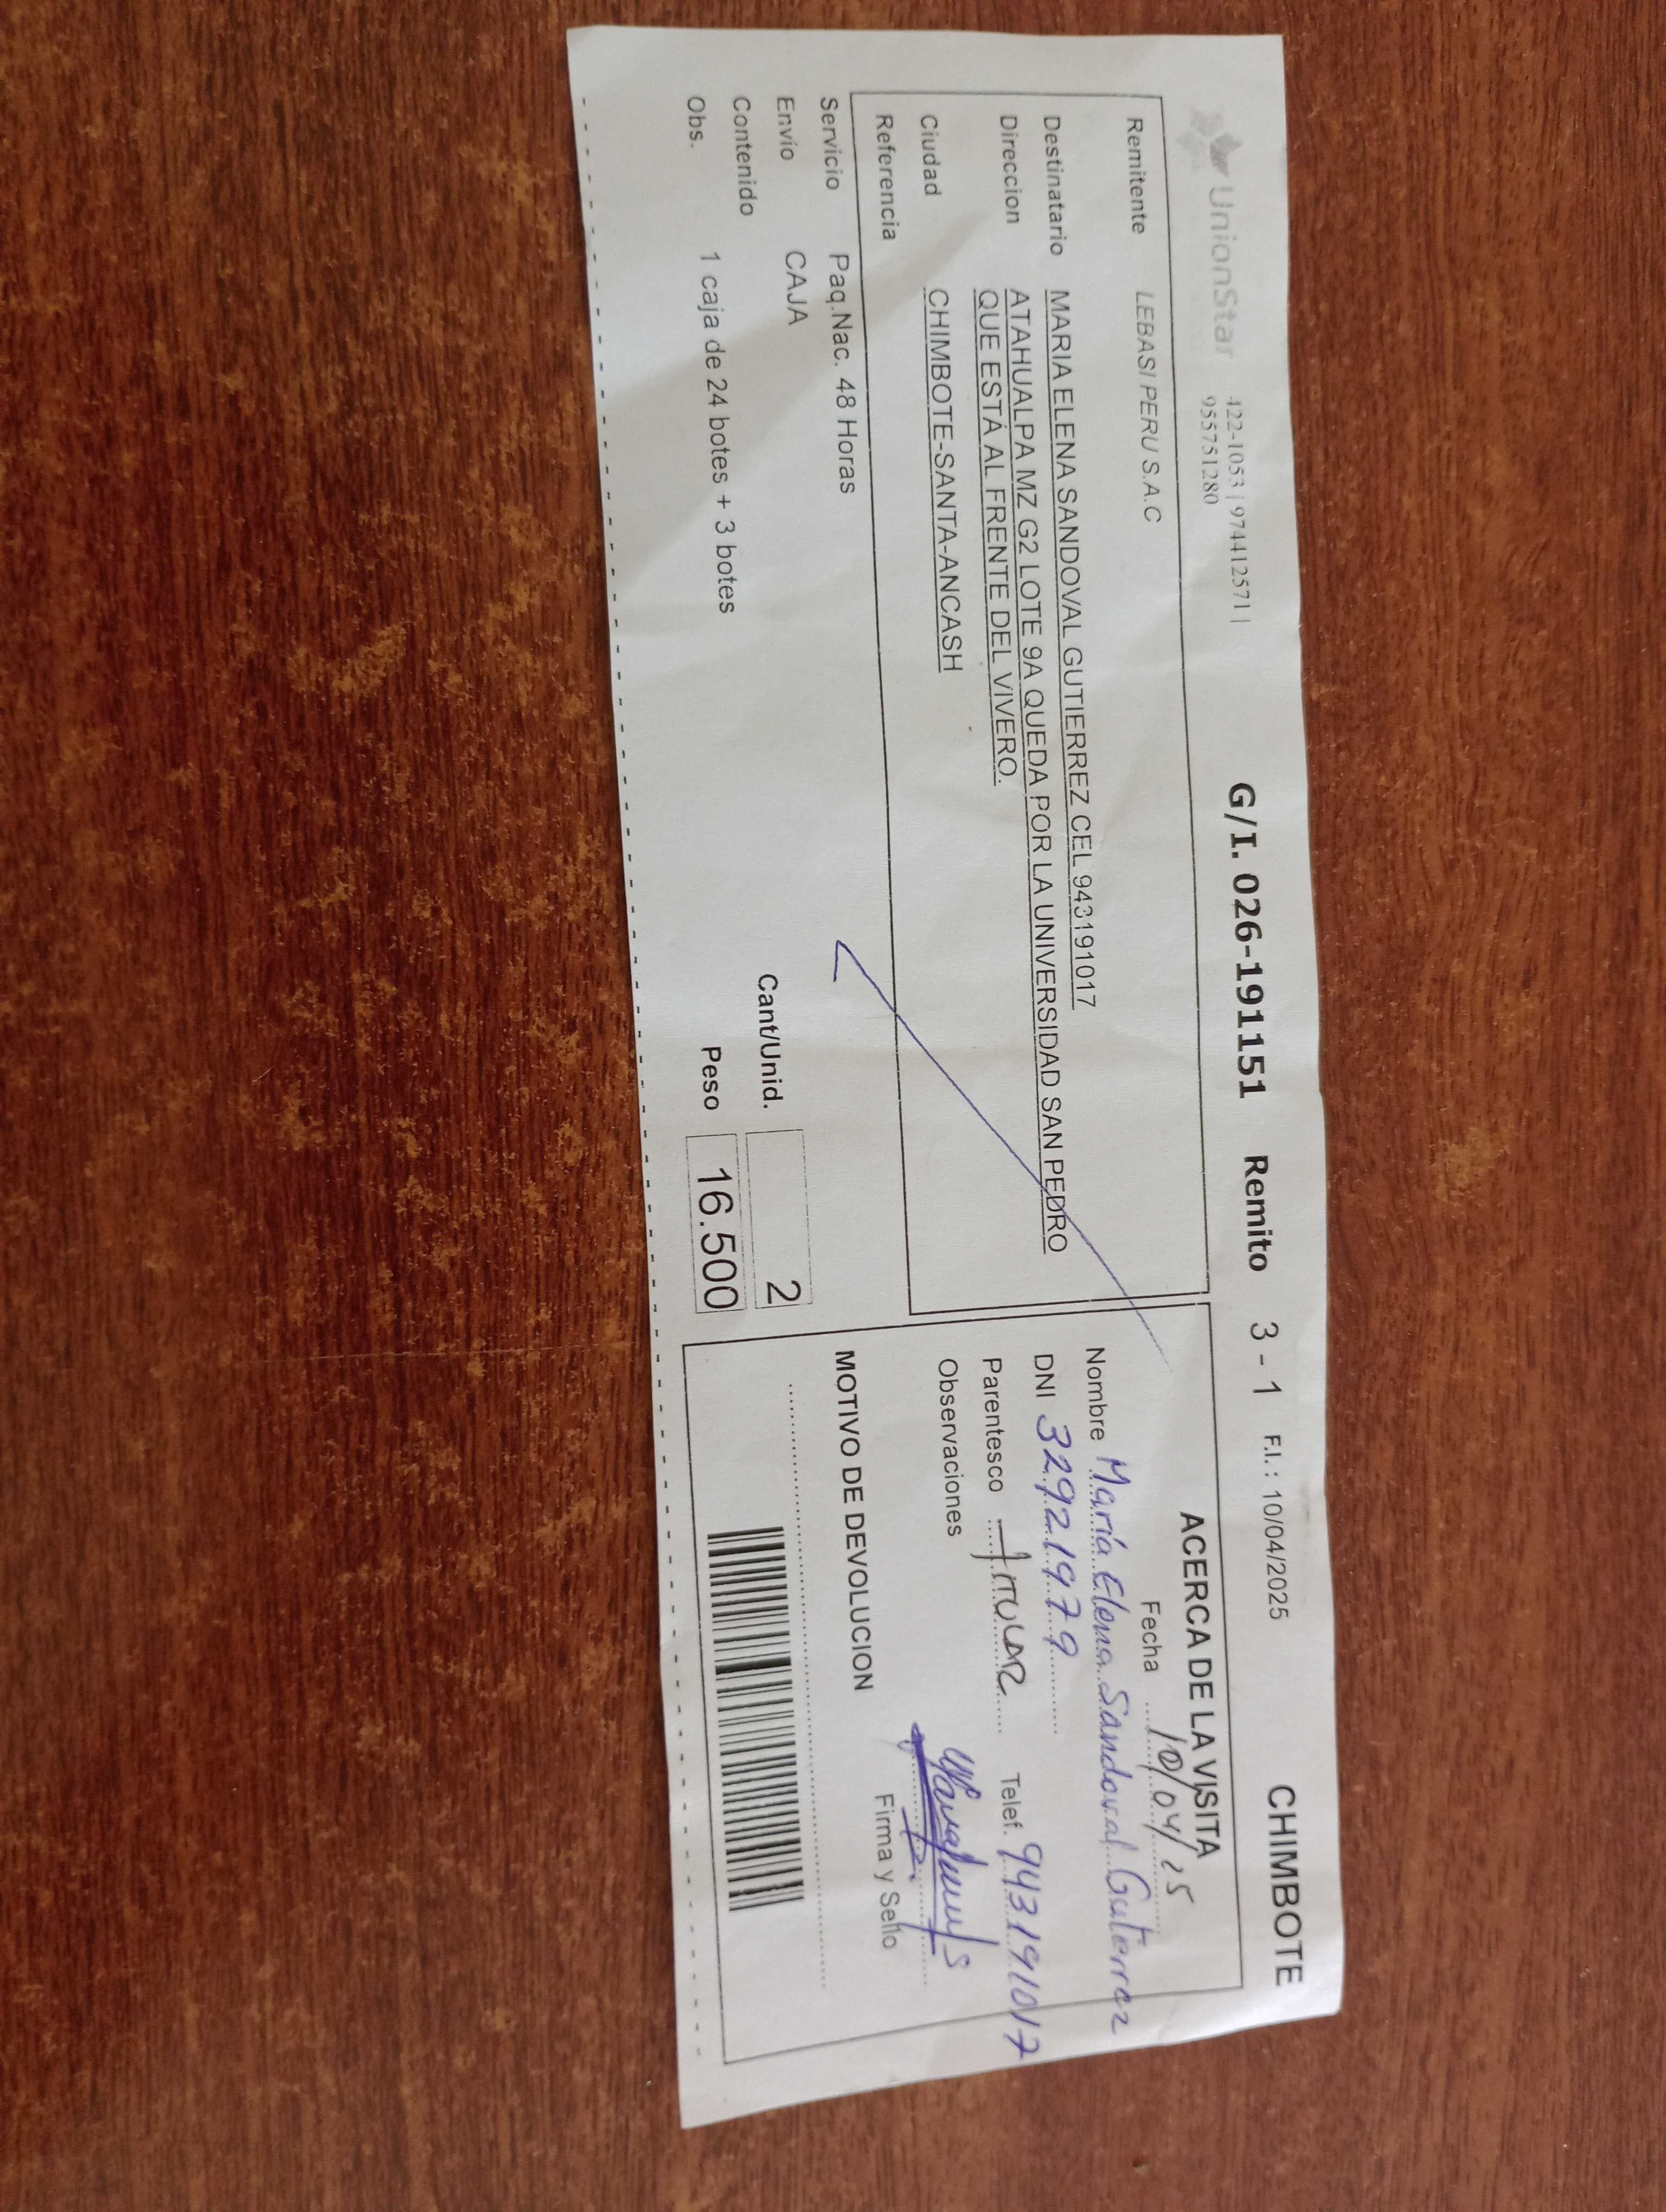 UnionStar
422-1053 | 974412571 |
955751280
G/I. 026-191151 Remito 3 - 1 F.I. : 10/04/2025 CHIMBOTE
Remitente LEBASI PERU S.A.C
Destinatario MARIA ELENA SANDOVAL GUTIERREZ CEL 943191017
Direccion ATAHUALPA MZ G2 LOTE 9A QUEDA POR LA UNIVERSIDAD SAN PEDRO
QUE ESTÁ AL FRENTE DEL VIVERO.
Ciudad CHIMBOTE-SANTA-ANCASH
Referencia
Servicio Paq.Nac. 48 Horas
Envío CAJA
Contenido
Obs. 1 caja de 24 botes + 3 botes
Cant/Unid. 2
Peso 16.500
ACERCA DE LA VISITA
Fecha 10/04/25
Nombre María Elena Sandoval Gutierrez
DNI 32921979
Parentesco TITULAR Telef. 943191017
Observaciones
Firma y Sello
MOTIVO DE DEVOLUCION